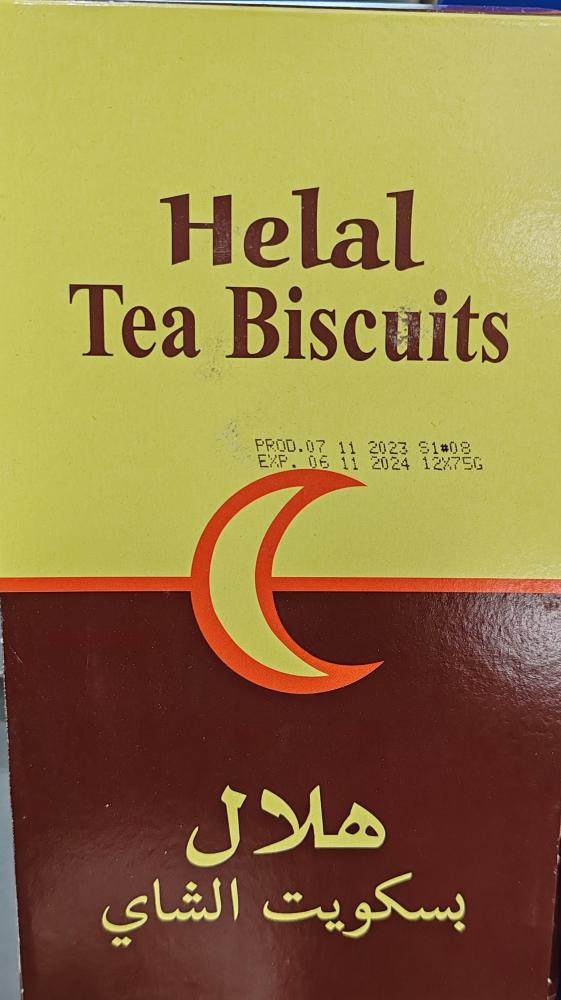 Helal
Tea Biscuits
PROD.07 11 2023 S1#08
EXP. 06 11 2024 12X75G
هلال
بسكويت الشاي